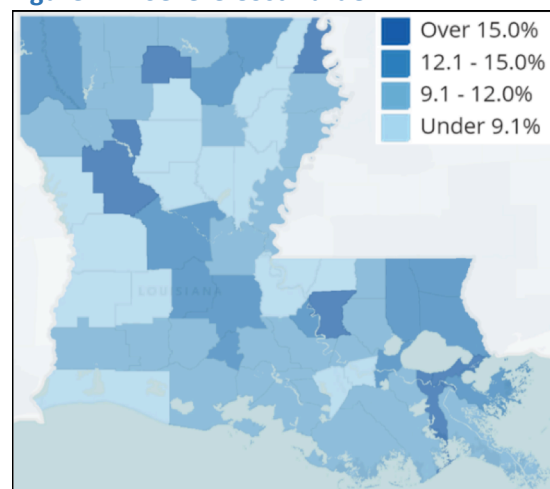 Over 15.0%
12.1 - 15.0%
9.1 - 12.0%
Under 9.1%
LOUISIANA